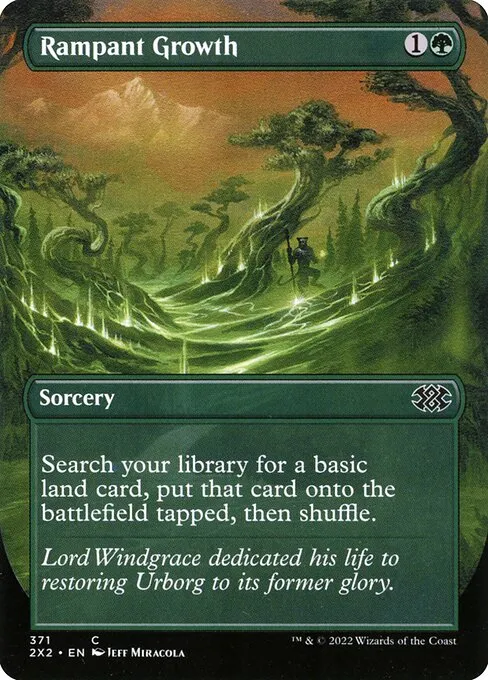 Rampant Growth
1
Sorcery
Search your library for a basic
land card, put that card onto the
battlefield tapped, then shuffle.
Lord Windgrace dedicated his life to
restoring Urborg to its former glory.
371 C
™ & © 2022 Wizards of the Coast
2X2 • EN Jeff Miracola